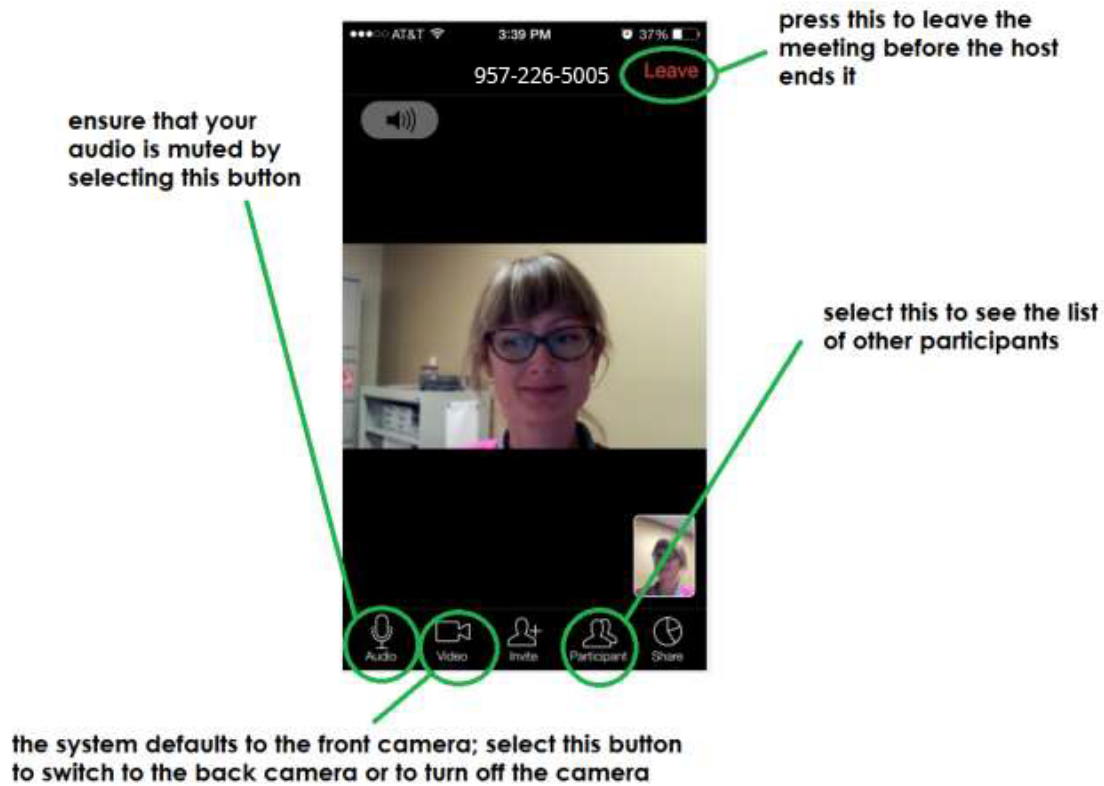 press this to leave the
meeting before the host
ends it
AT&T 3:39 PM 37%
957-226-5005 Leave
ensure that your
audio is muted by
selecting this button
select this to see the list
of other participants
Audio Video Invite Participant Share
the system defaults to the front camera; select this button
to switch to the back camera or to turn off the camera